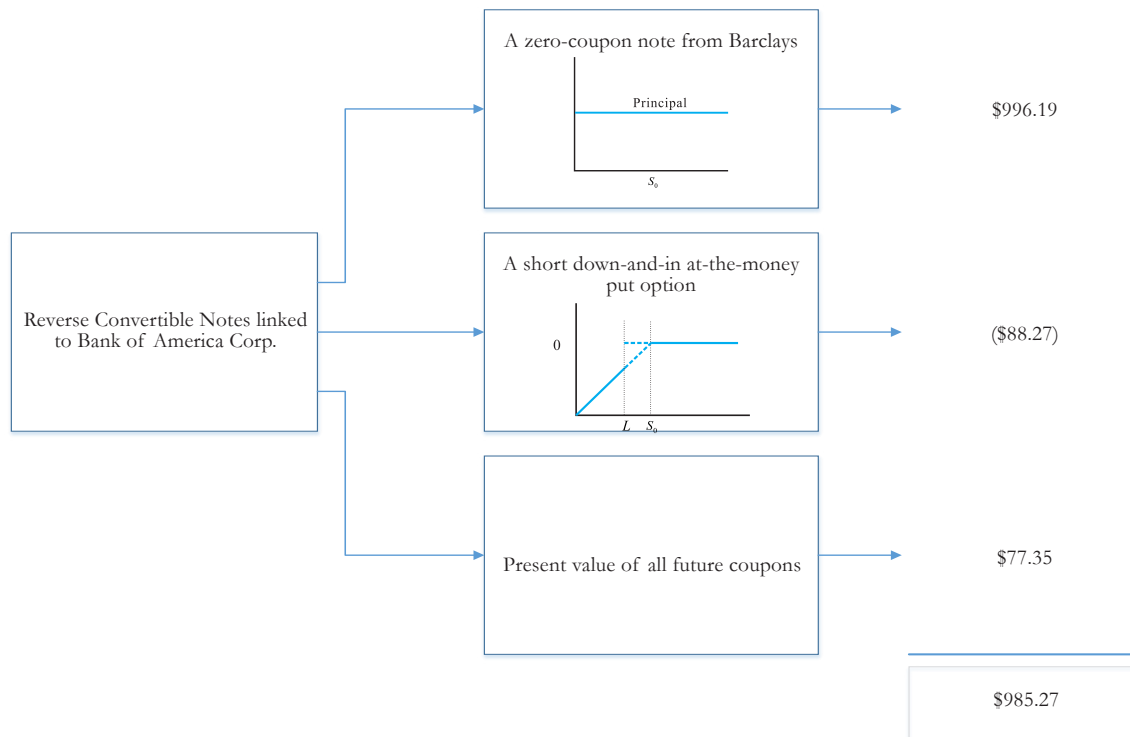 A zero-coupon note from Barclays
Principal
S₀
$996.19
Reverse Convertible Notes linked
to Bank of America Corp.
A short down-and-in at-the-money
put option
0
L S₀
($88.27)
Present value of all future coupons
$77.35
$985.27